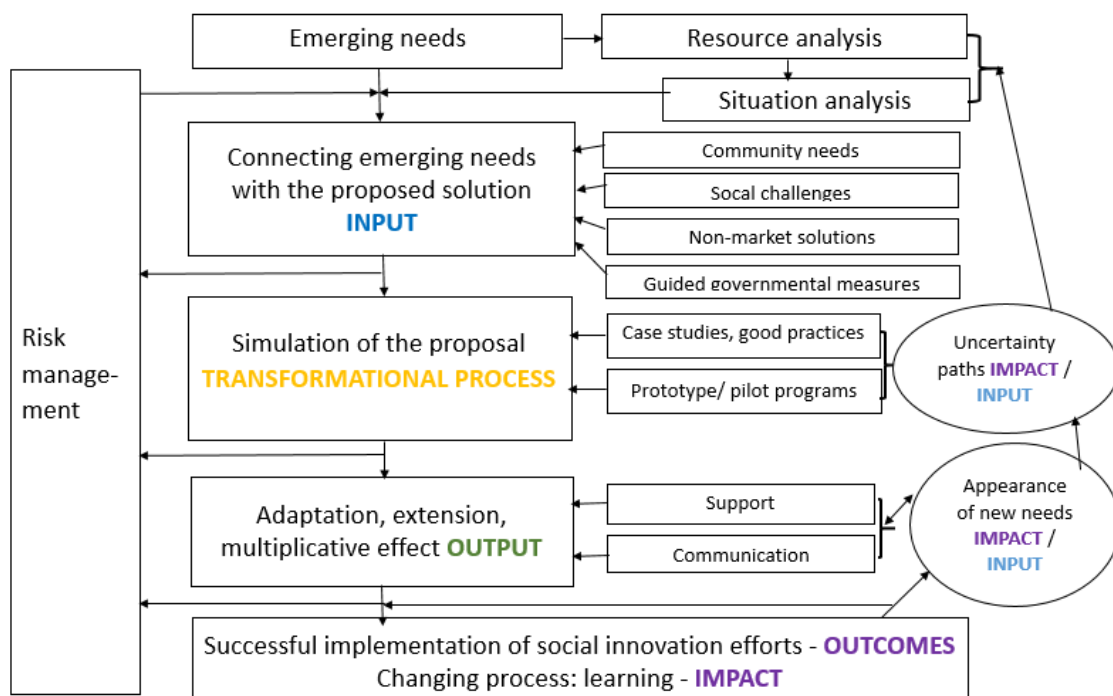 Emerging needs
Resource analysis
Situation analysis
Connecting emerging needs
with the proposed solution
INPUT
Community needs
Socal challenges
Non-market solutions
Guided governmental measures
Risk
manage-
ment
Simulation of the proposal
TRANSFORMATIONAL PROCESS
Case studies, good practices
Prototype/ pilot programs
Uncertainty
paths IMPACT /
INPUT
Adaptation, extension,
multiplicative effect OUTPUT
Support
Communication
Appearance
of new needs
IMPACT /
INPUT
Successful implementation of social innovation efforts - OUTCOMES
Changing process: learning - IMPACT